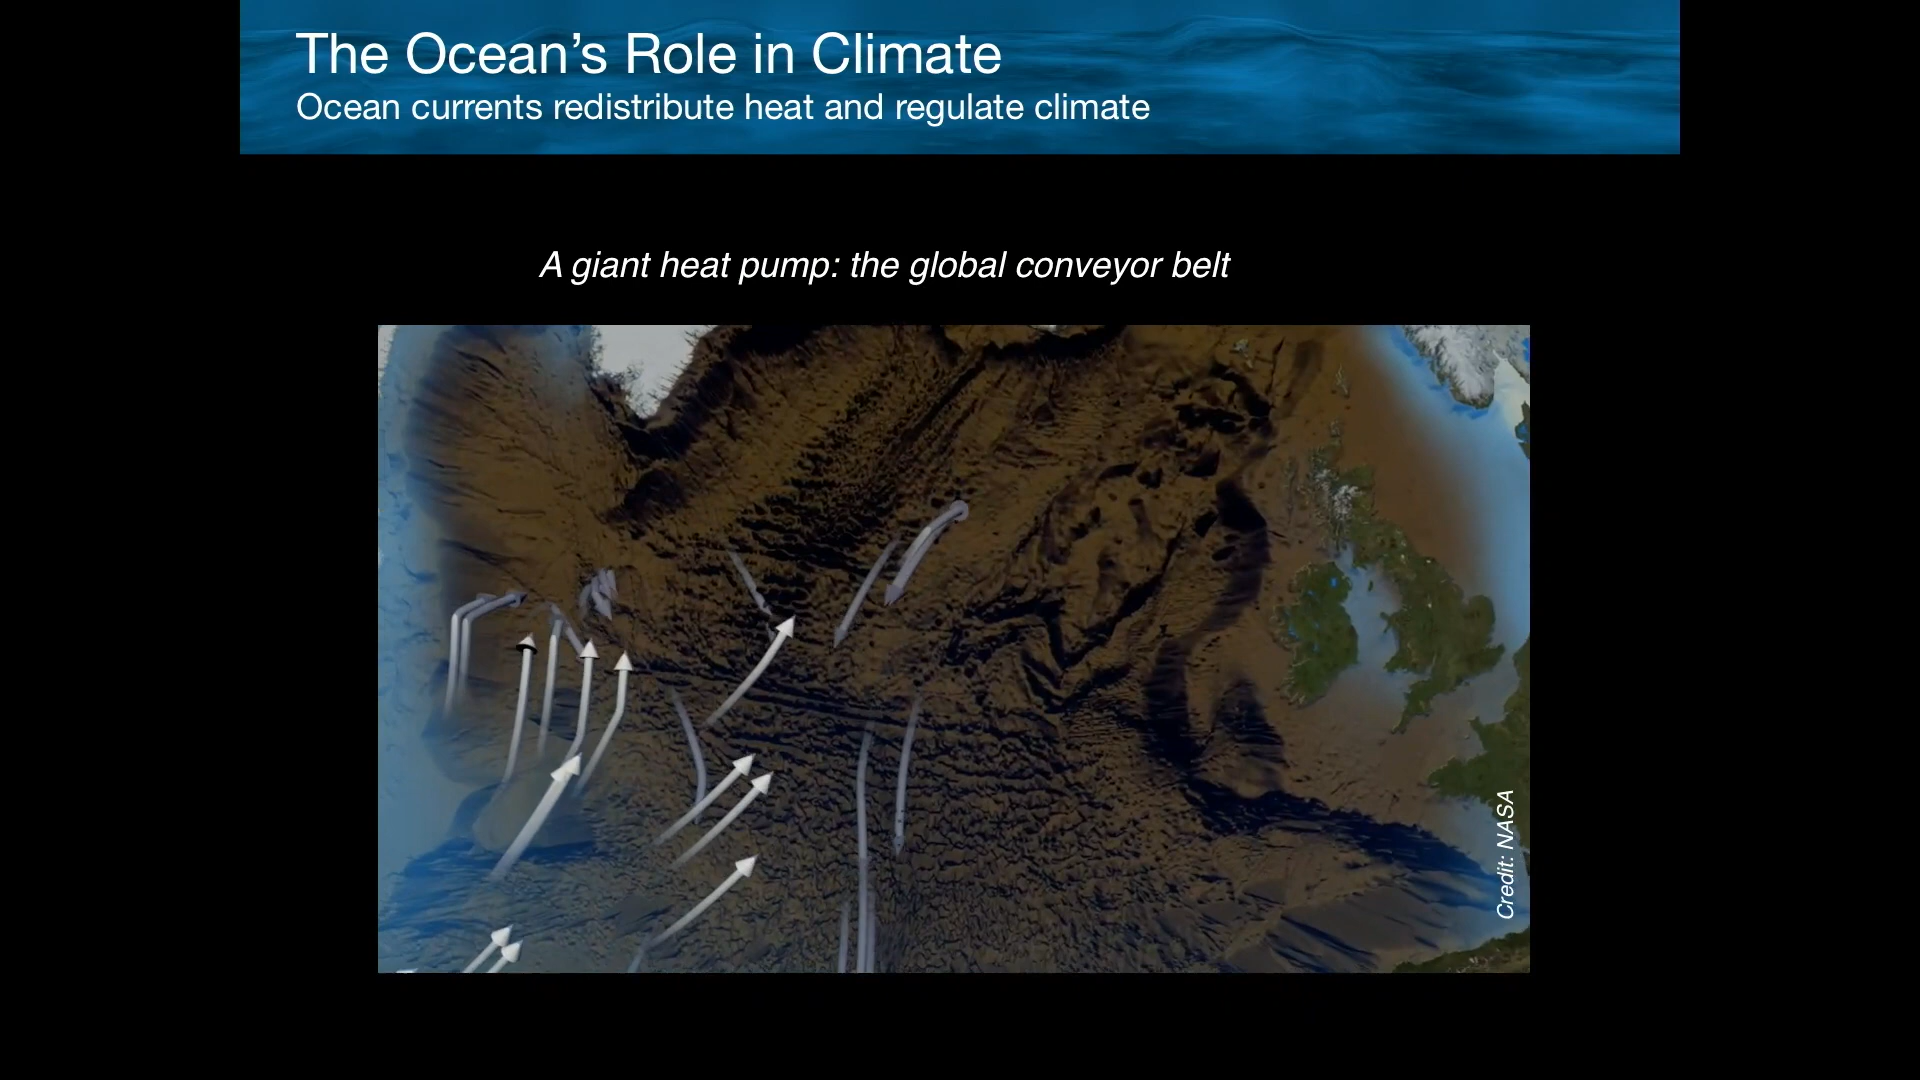 The Ocean’s Role in Climate
Ocean currents redistribute heat and regulate climate
A giant heat pump: the global conveyor belt
Credit: NASA